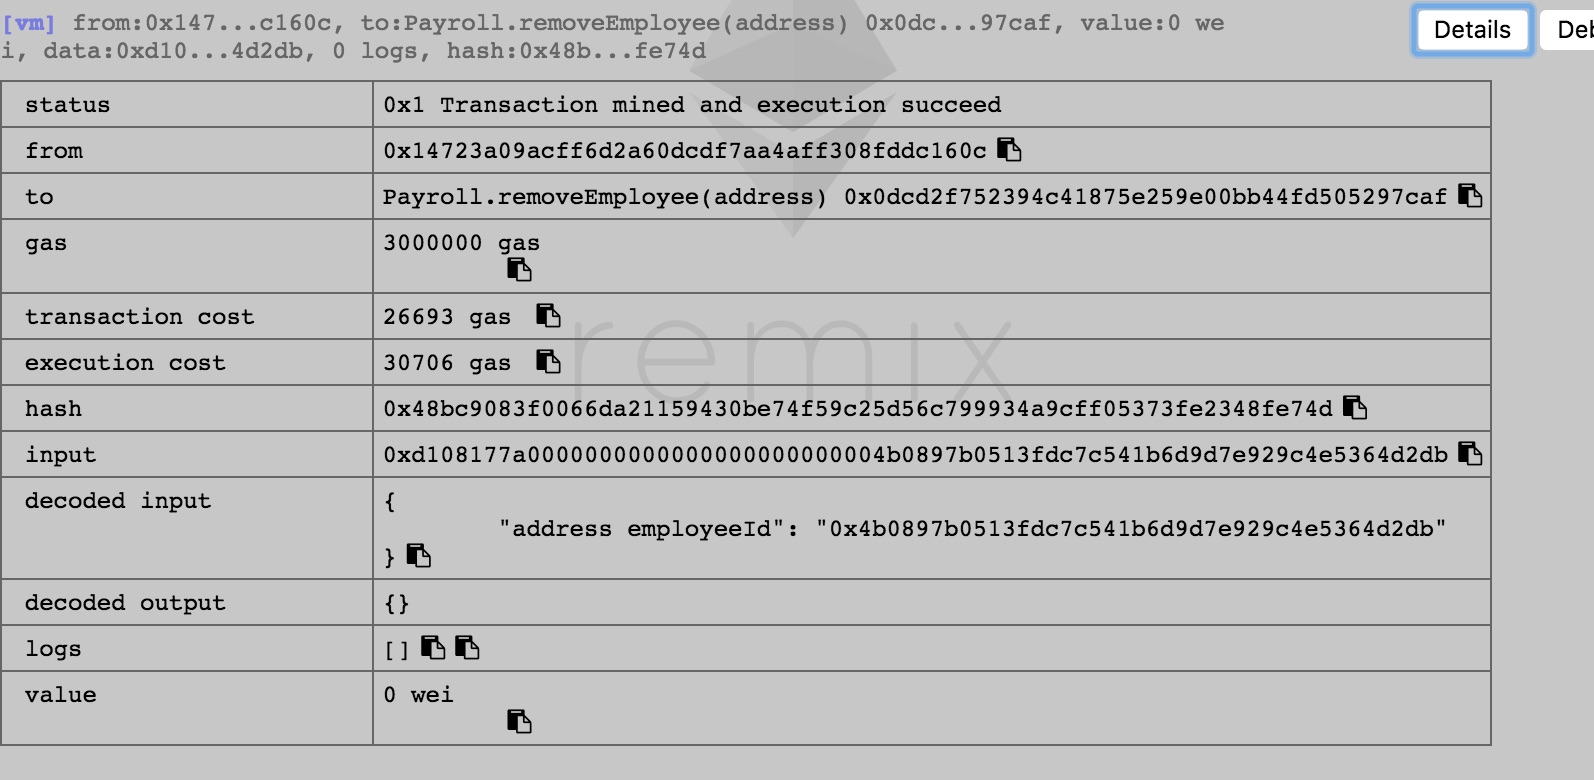 [vm] from:0x147...c160c, to:Payroll.removeEmployee(address) 0x0dc...97caf, value:0 we
i, data:0xd10...4d2db, 0 logs, hash:0x48b...fe74d
Details
Deb
status 0x1 Transaction mined and execution succeed
from 0x14723a09acff6d2a60dcdf7aa4aff308fddc160c
to Payroll.removeEmployee(address) 0x0dcd2f752394c41875e259e00bb44fd505297caf
gas 3000000 gas
transaction cost 26693 gas
execution cost 30706 gas
hash 0x48bc9083f0066da21159430be74f59c25d56c799934a9cff05373fe2348fe74d
input 0xd108177a0000000000000000000000004b0897b0513fdc7c541b6d9d7e929c4e5364d2db
decoded input {
"address employeeId": "0x4b0897b0513fdc7c541b6d9d7e929c4e5364d2db"
}
decoded output {}
logs []
value 0 wei
remix